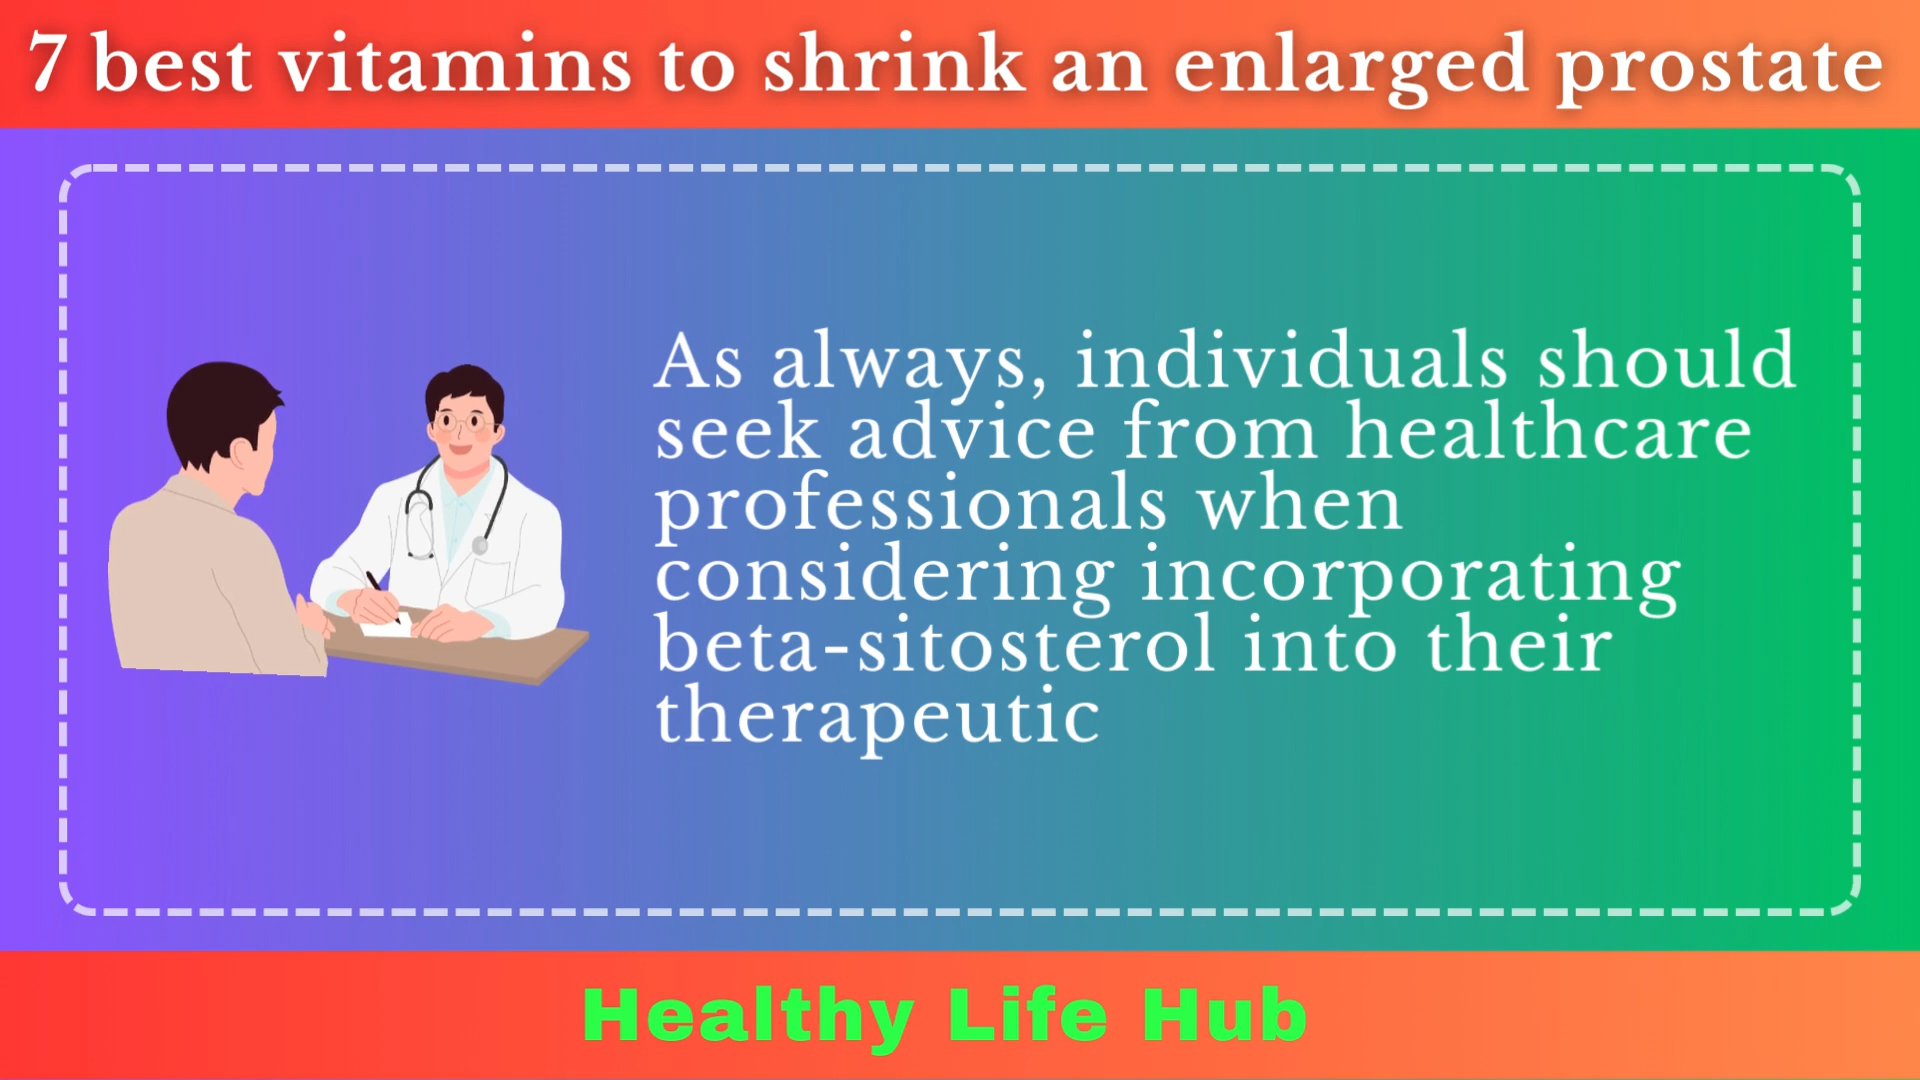 7 best vitamins to shrink an enlarged prostate
As always, individuals should
seek advice from healthcare
professionals when
considering incorporating
beta-sitosterol into their
therapeutic
Healthy Life Hub